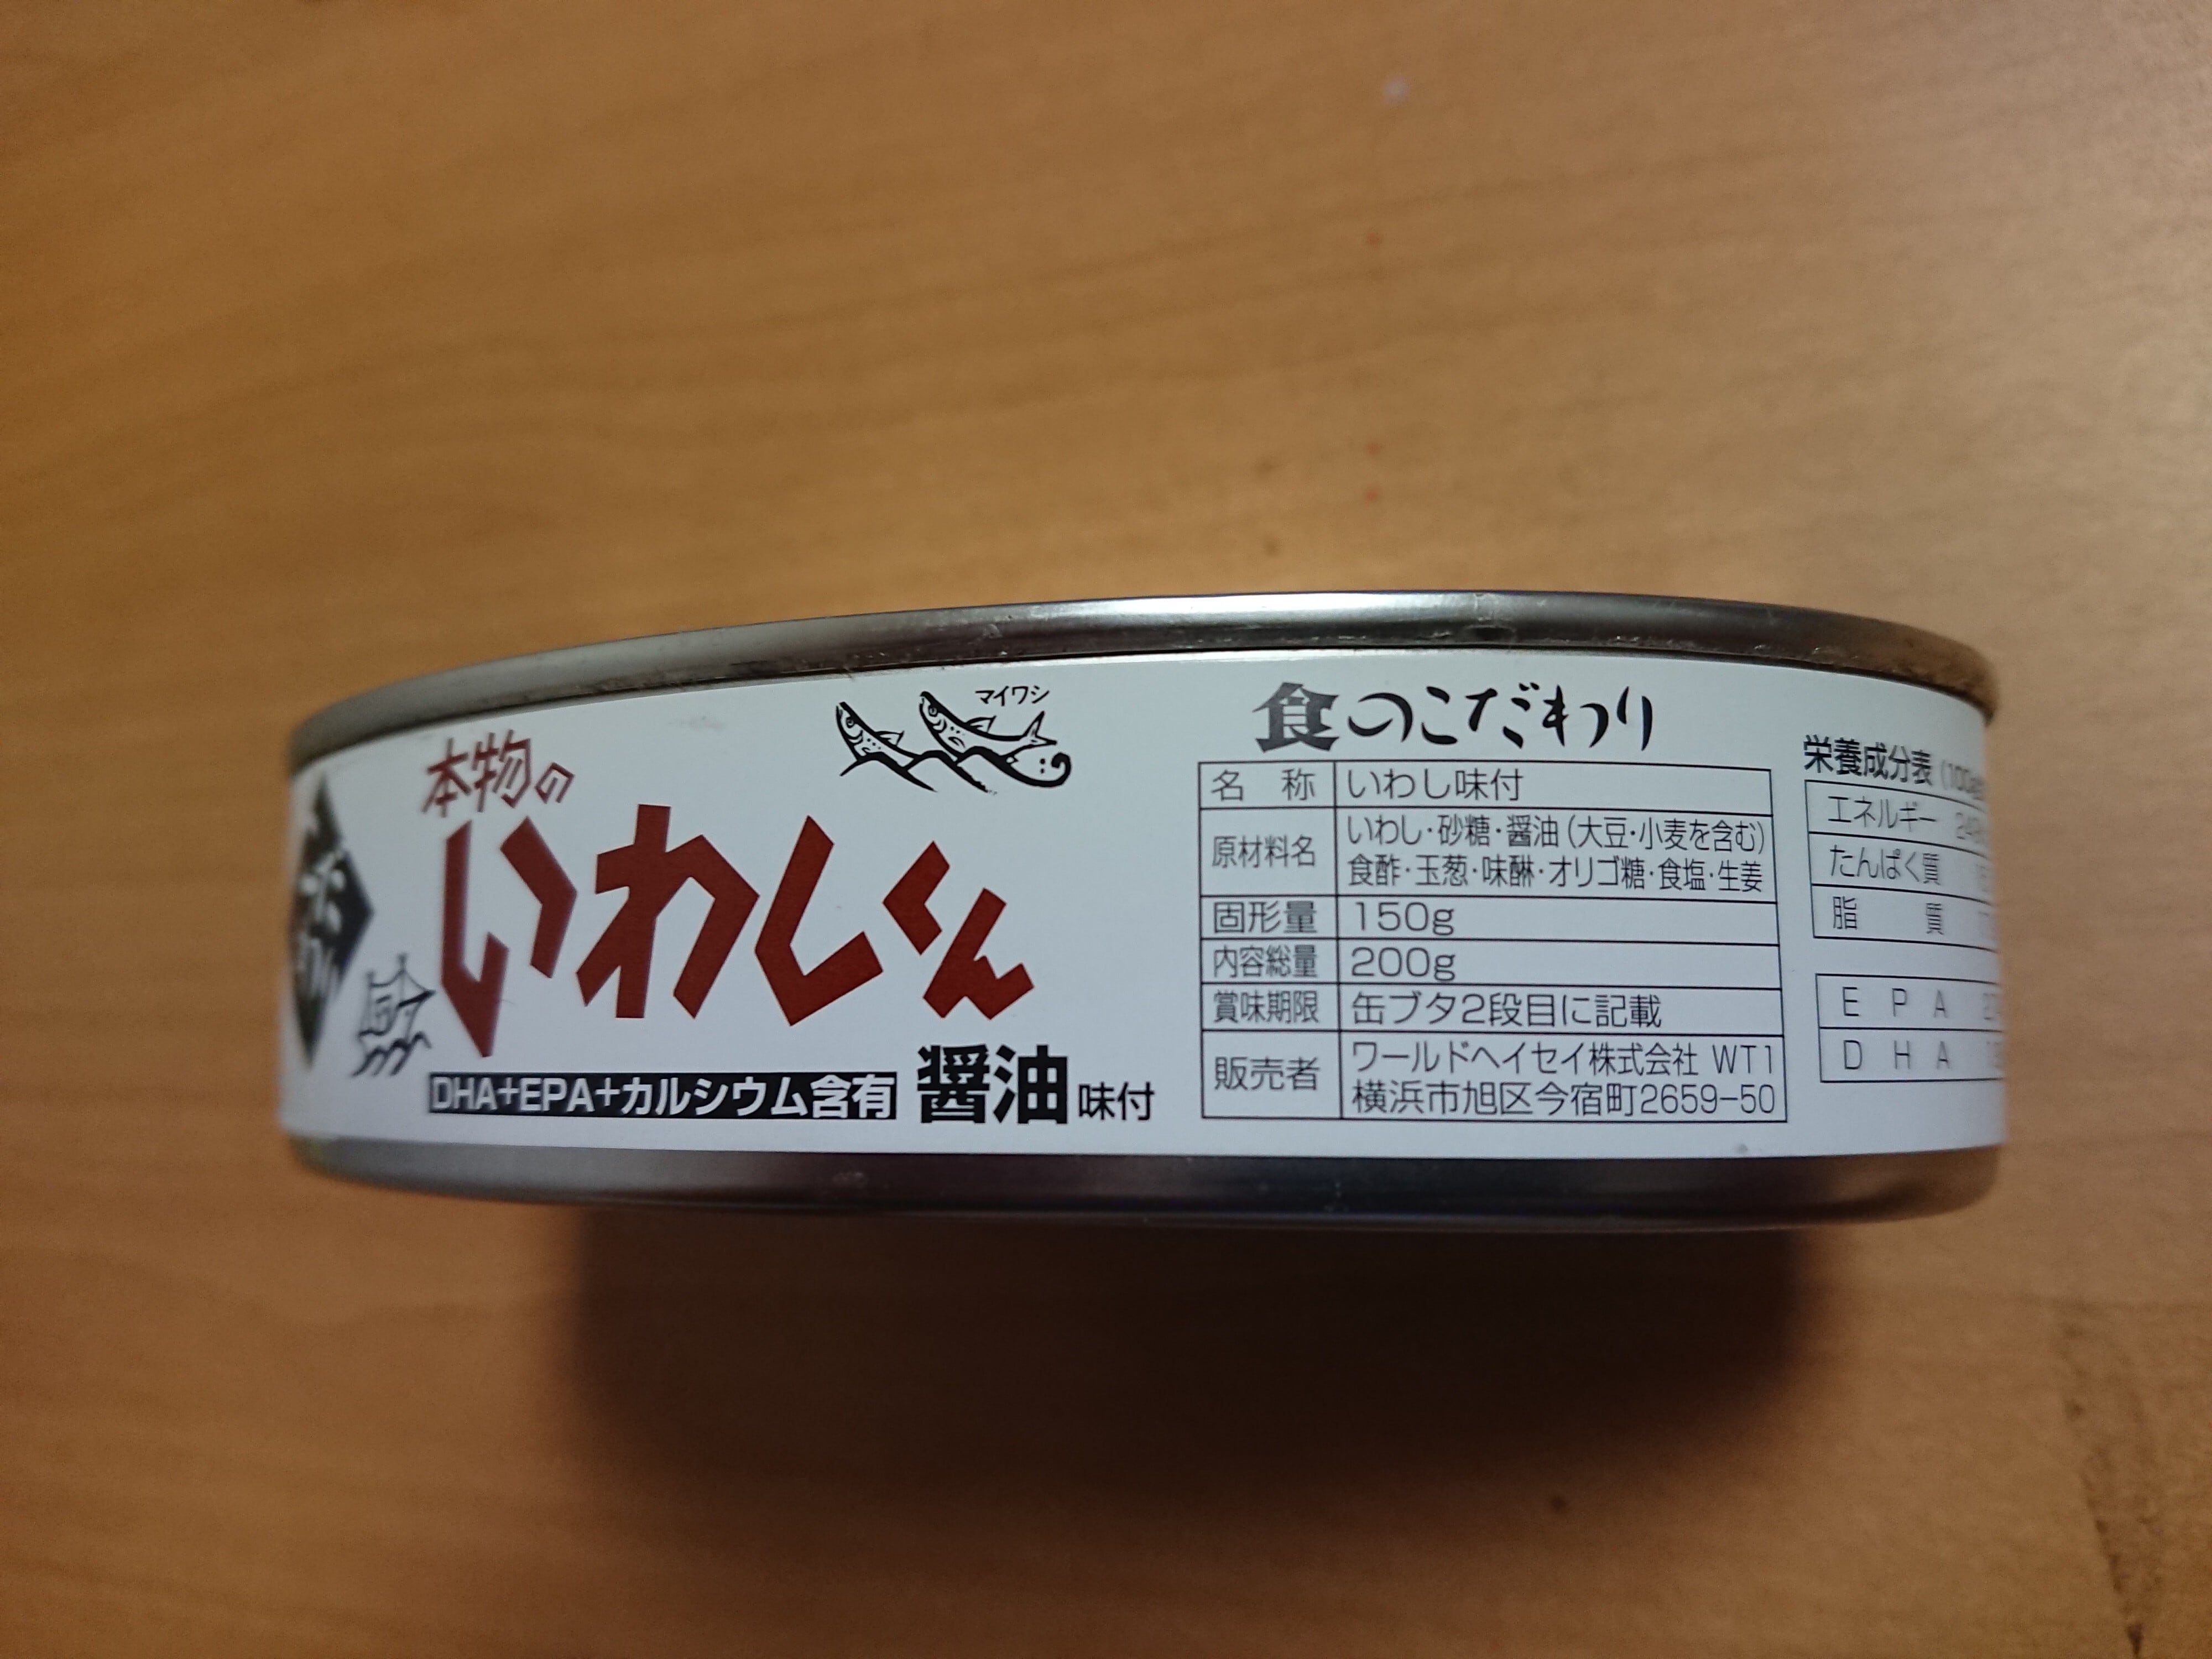 本物の
いわしくん
マイワシ
DHA+EPA+カルシウム含有
醤油味付
食のこだわり
名称 いわし味付
原材料名 いわし・砂糖・醤油(大豆・小麦を含む)
食酢・玉葱・味醂・オリゴ糖・食塩・生姜
固形量 150g
内容総量 200g
賞味期限 缶ブタ2段目に記載
販売者 ワールドヘイセイ株式会社 WT1
横浜市旭区今宿町2659-50
栄養成分表
エネルギー
たんぱく質
脂質
EPA
DHA